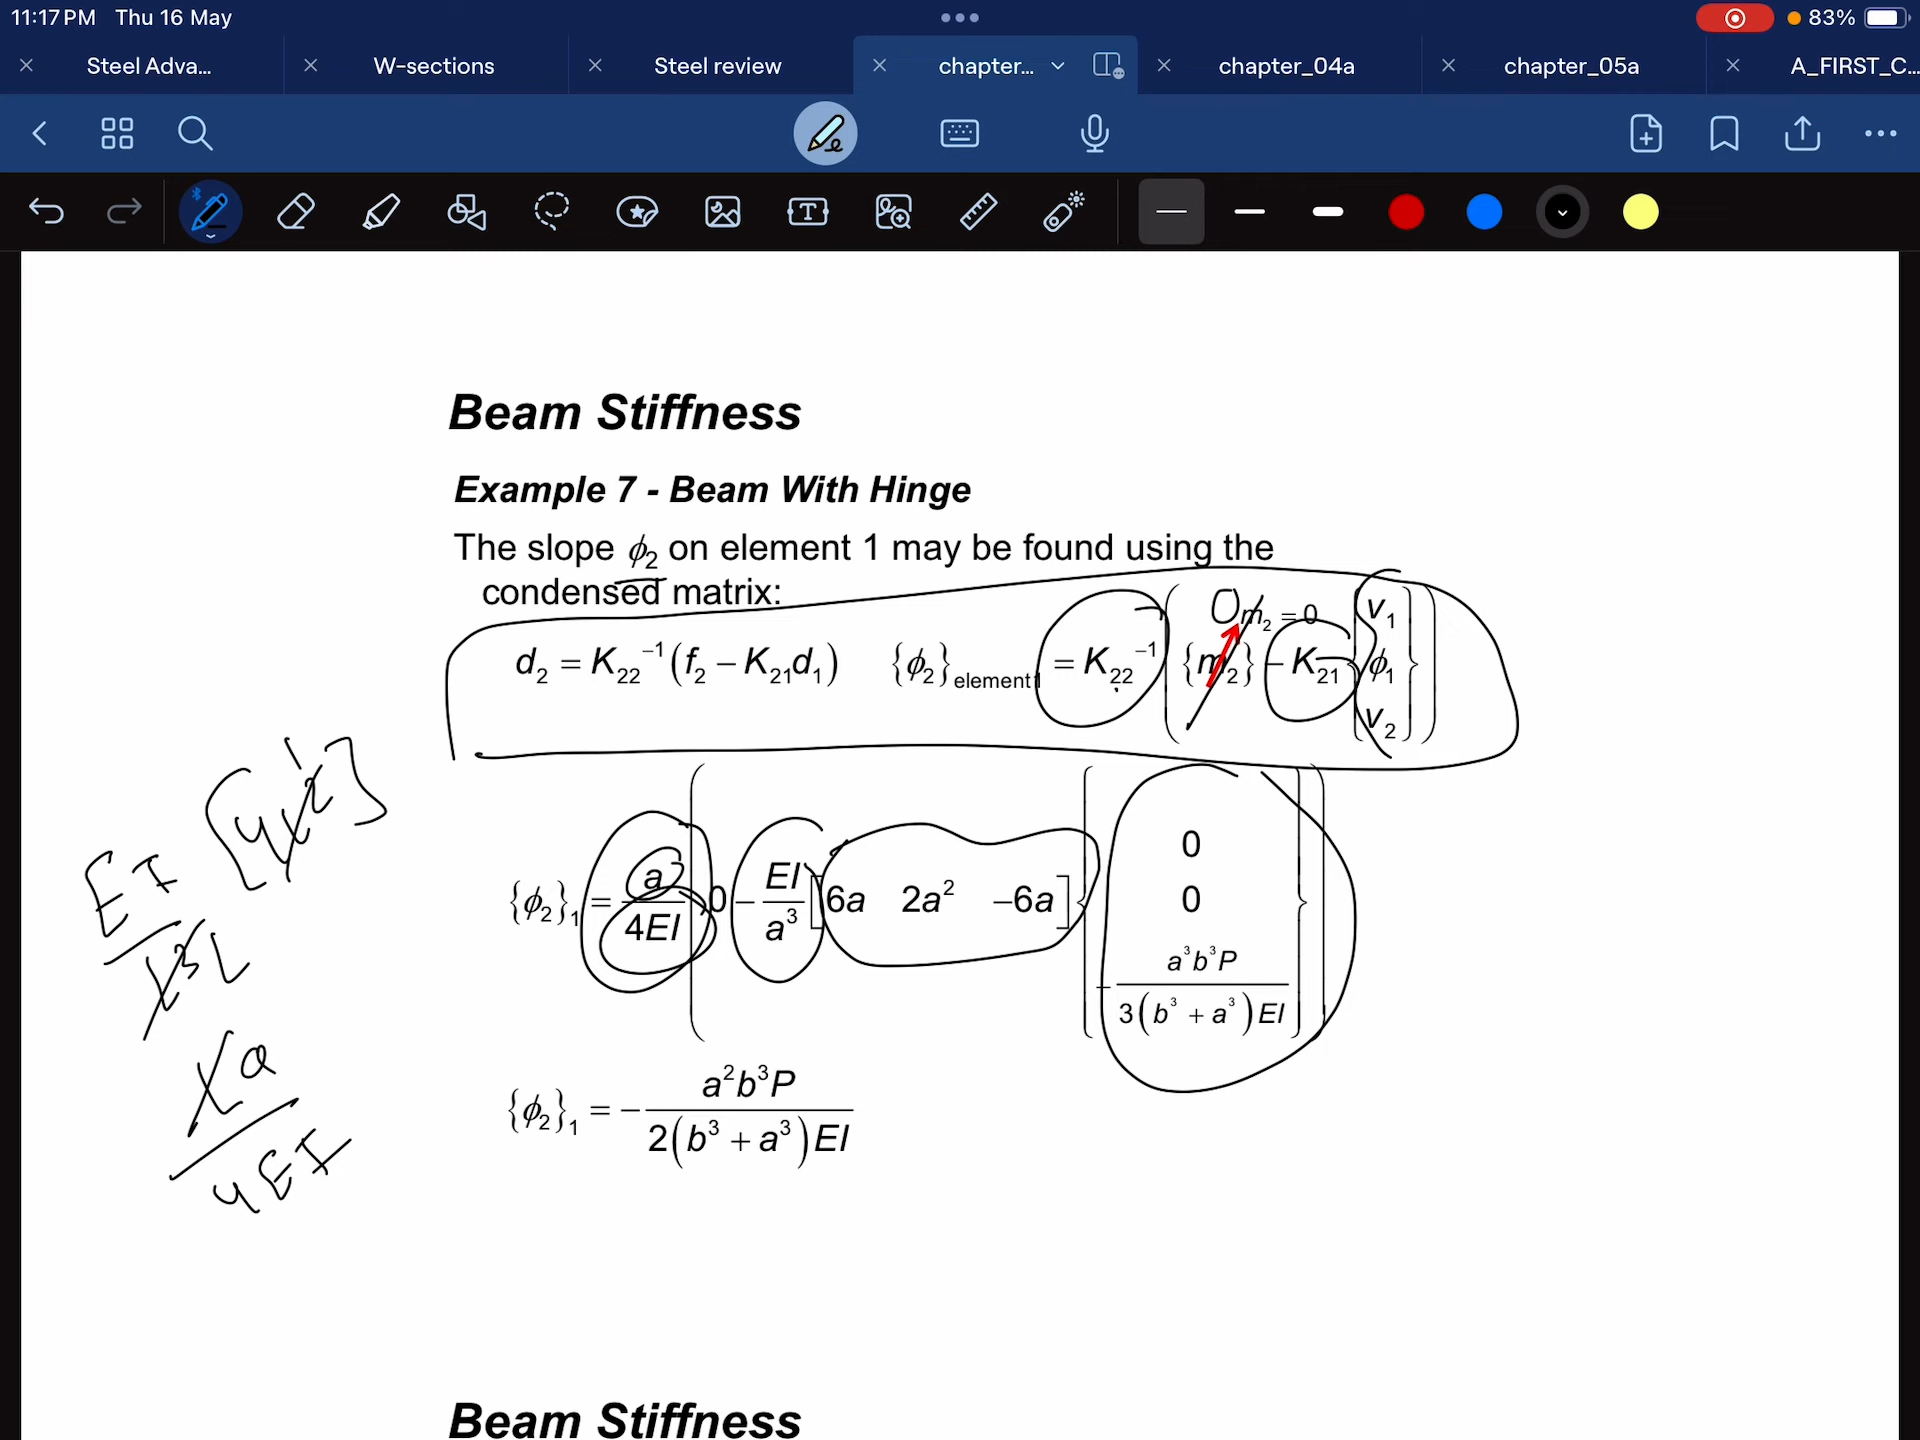 11:17 PM Thu 16 May
83%
Steel Adva...
W-sections
Steel review
chapter...
chapter_04a
chapter_05a
A_FIRST_C...
Beam Stiffness
Example 7 - Beam With Hinge
The slope ϕ₂ on element 1 may be found using the
condensed matrix:
0 m₂ = 0
d₂ = K₂₂⁻¹(f₂ − K₂₁d₁) {ϕ₂}element1 = K₂₂⁻¹({m₂} − K₂₁{v₁ ϕ₁ v₂})
{ϕ₂}₁ = a/4EI (0 − EI/a³ [6a 2a² −6a] {0 0 −a³b³P/3(b³ + a³)EI})
{ϕ₂}₁ = − a²b³P/2(b³ + a³)EI
EI
L
a
4EI
Beam Stiffness